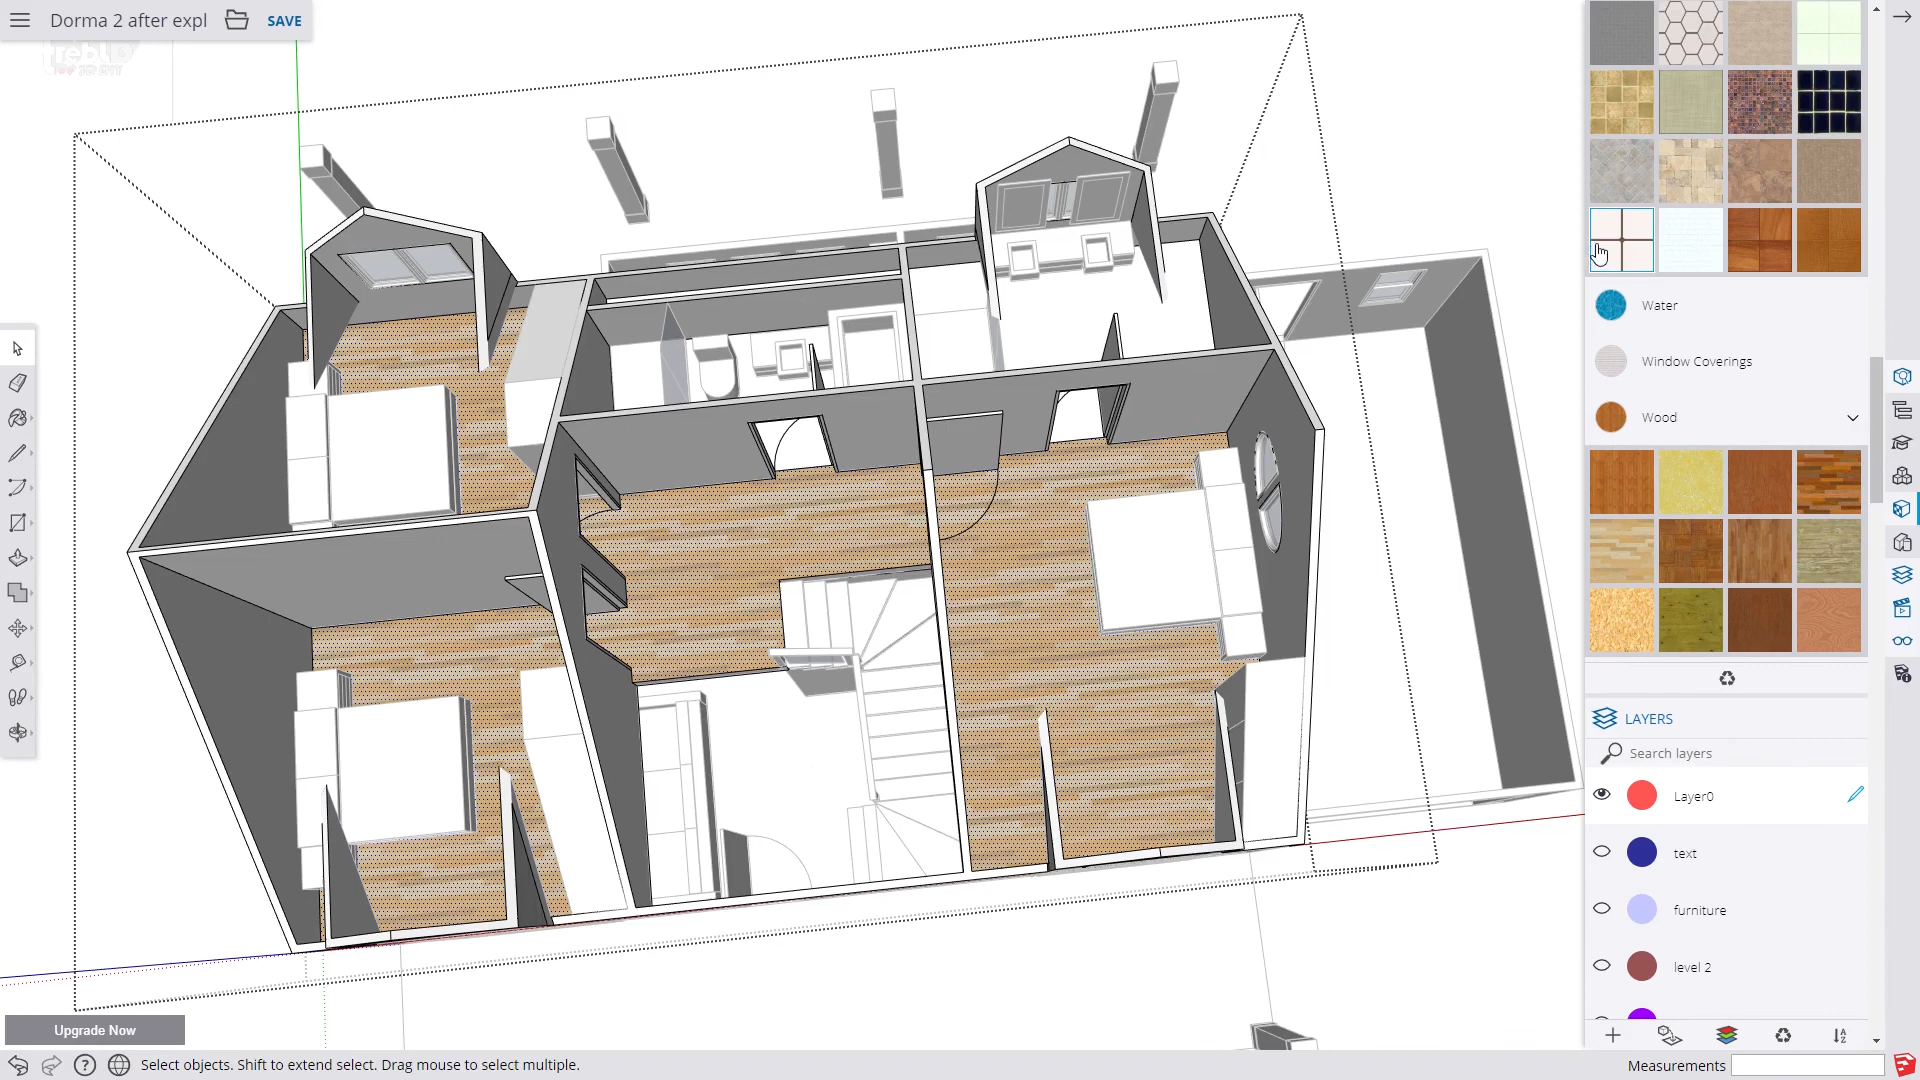 Dorma 2 after expl
SAVE
Water
Window Coverings
Wood
LAYERS
Search layers
Layer0
text
furniture
level 2
Upgrade Now
Select objects. Shift to extend select. Drag mouse to select multiple.
Measurements